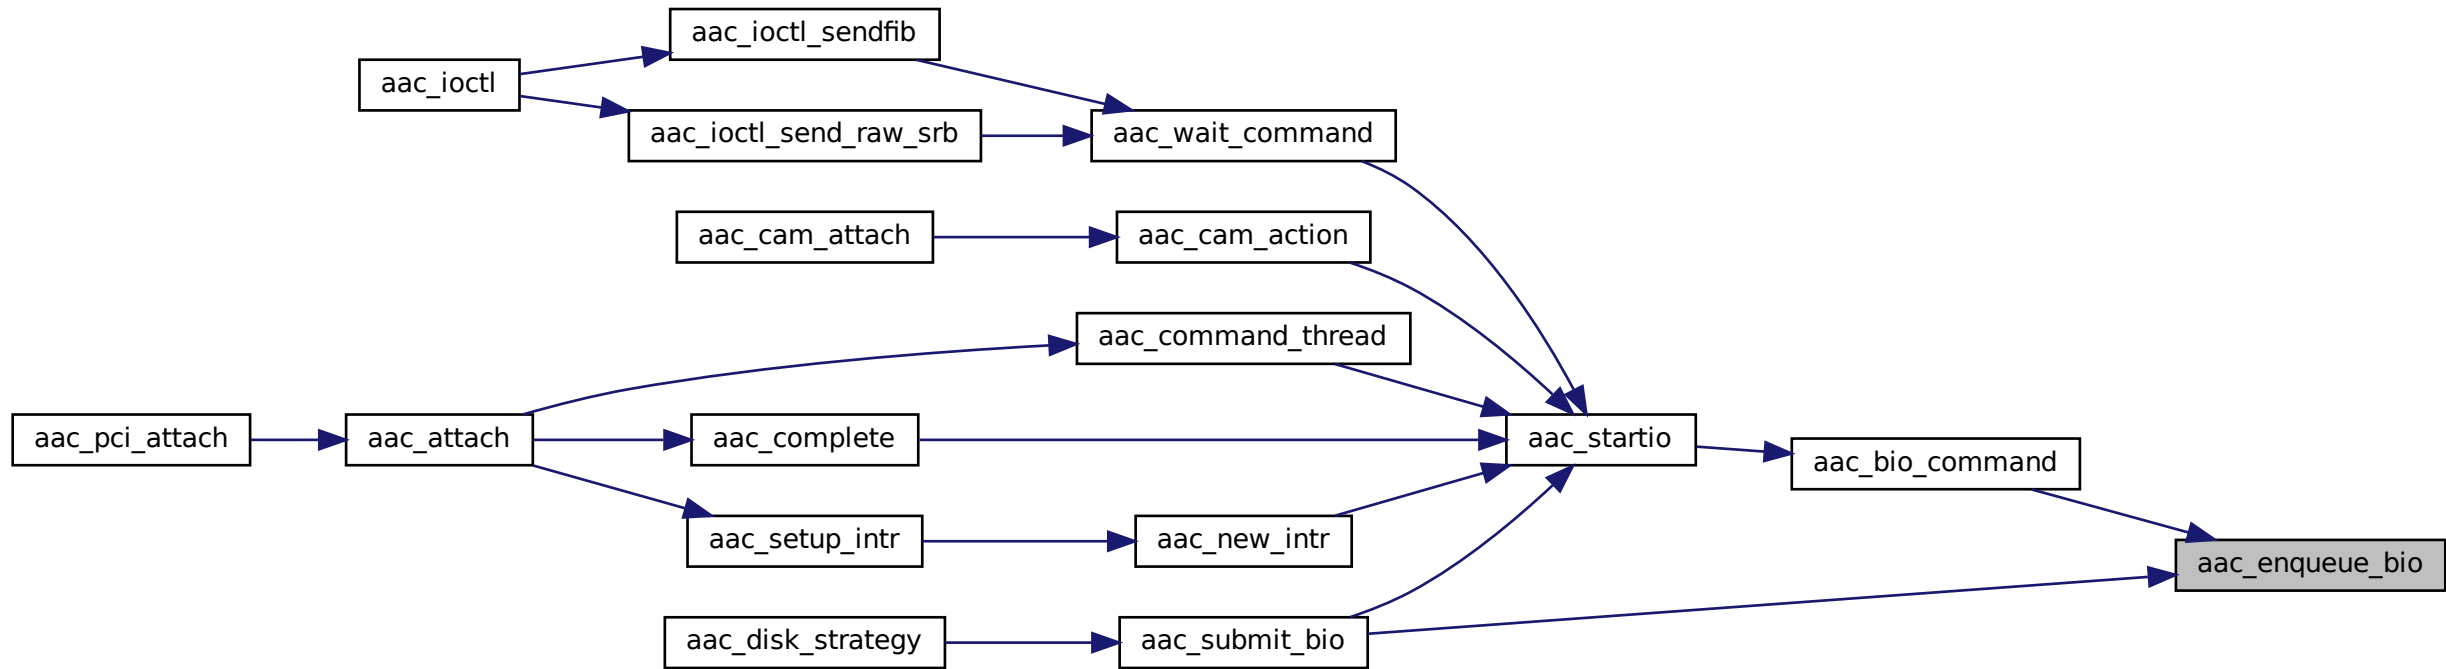 aac_ioctl_sendfib
aac_ioctl
aac_ioctl_send_raw_srb
aac_wait_command
aac_cam_attach
aac_cam_action
aac_command_thread
aac_pci_attach
aac_attach
aac_complete
aac_startio
aac_bio_command
aac_setup_intr
aac_new_intr
aac_enqueue_bio
aac_disk_strategy
aac_submit_bio